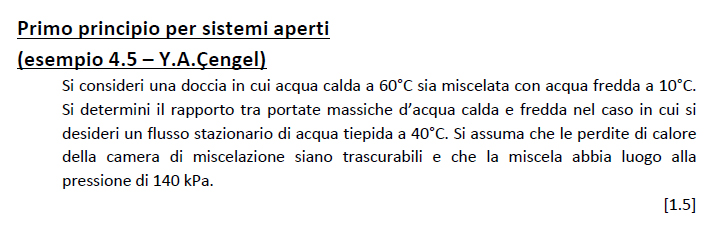 Primo principio per sistemi aperti
(esempio 4.5 – Y.A.Çengel)
Si consideri una doccia in cui acqua calda a 60°C sia miscelata con acqua fredda a 10°C.
Si determini il rapporto tra portate massiche d’acqua calda e fredda nel caso in cui si
desideri un flusso stazionario di acqua tiepida a 40°C. Si assuma che le perdite di calore
della camera di miscelazione siano trascurabili e che la miscela abbia luogo alla
pressione di 140 kPa.
[1.5]